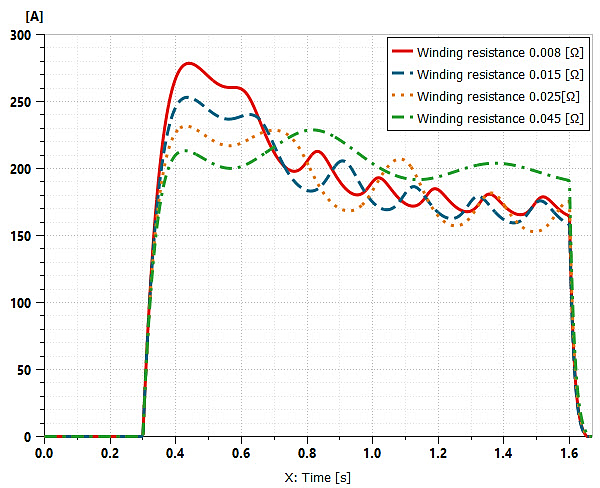 [A]
300
250
200
150
100
50
0
Winding resistance 0.008 [Ω]
Winding resistance 0.015 [Ω]
Winding resistance 0.025[Ω]
Winding resistance 0.045 [Ω]
0.0 0.2 0.4 0.6 0.8 1.0 1.2 1.4 1.6
X: Time [s]